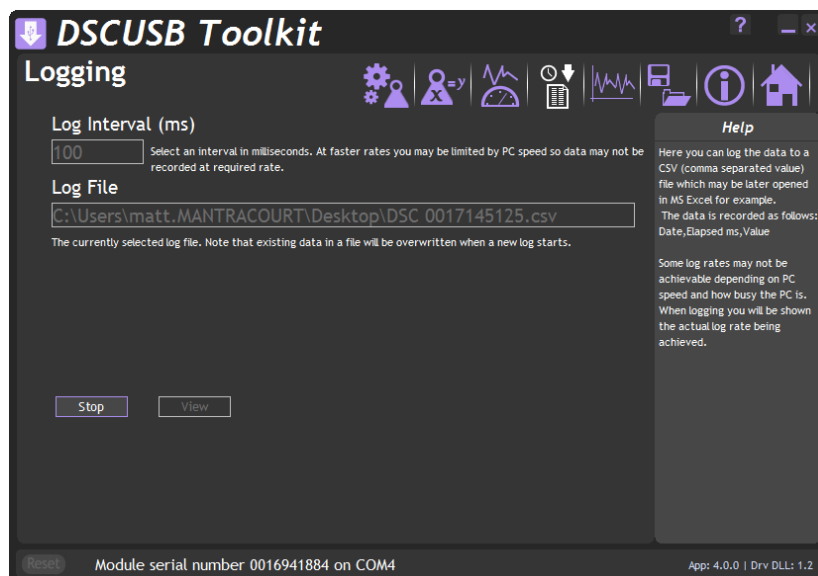 DSCUSB Toolkit
?
Logging
=y
Log Interval (ms)
100
Select an interval in milliseconds. At faster rates you may be limited by PC speed so data may not be
recorded at required rate.
Log File
C:\Users\matt.MANTRACOURT\Desktop\DSC 0017145125.csv
The currently selected log file. Note that existing data in a file will be overwritten when a new log starts.
Stop
View
Help
Here you can log the data to a
CSV (comma separated value)
file which may be later opened
in MS Excel for example.
The data is recorded as follows:
Date,Elapsed ms,Value
Some log rates may not be
achievable depending on PC
speed and how busy the PC is.
When logging you will be shown
the actual log rate being
achieved.
Reset
Module serial number 0016941884 on COM4
App: 4.0.0 | Drv DLL: 1.2